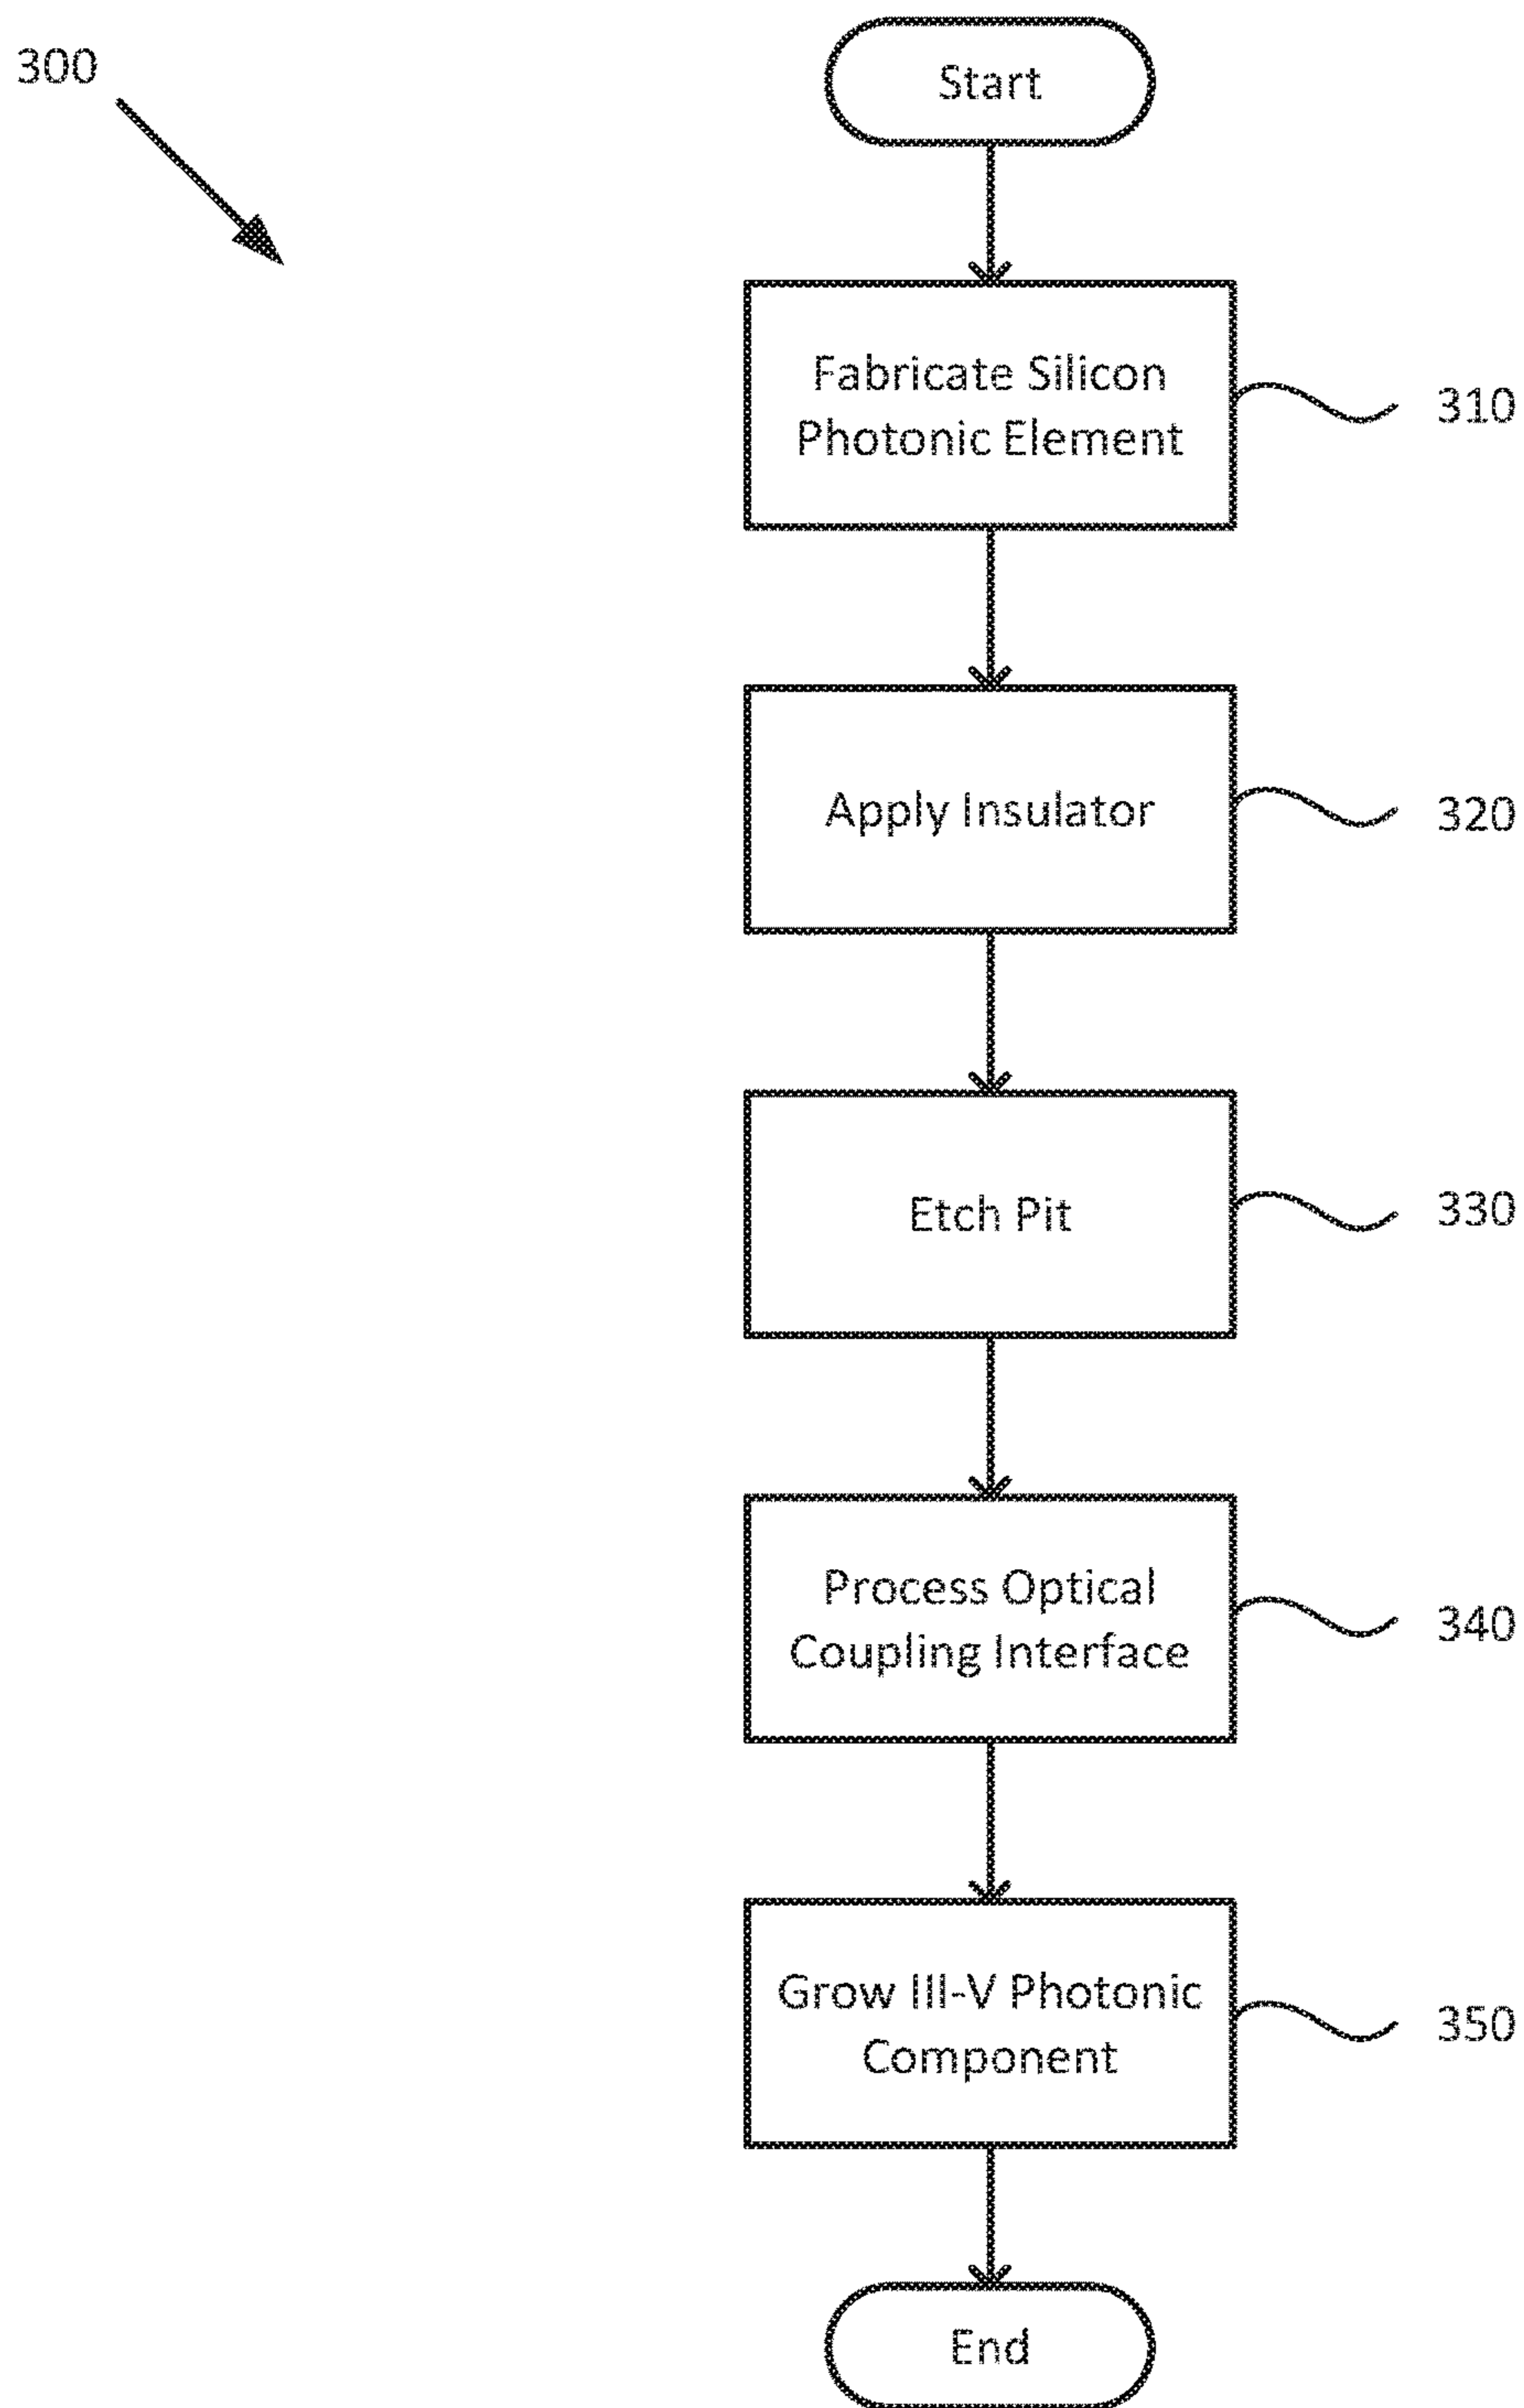 300
Start
Fabricate Silicon
Photonic Element
310
Apply Insulator
320
Etch Pit
330
Process Optical
Coupling Interface
340
Grow III-V Photonic
Component
350
End